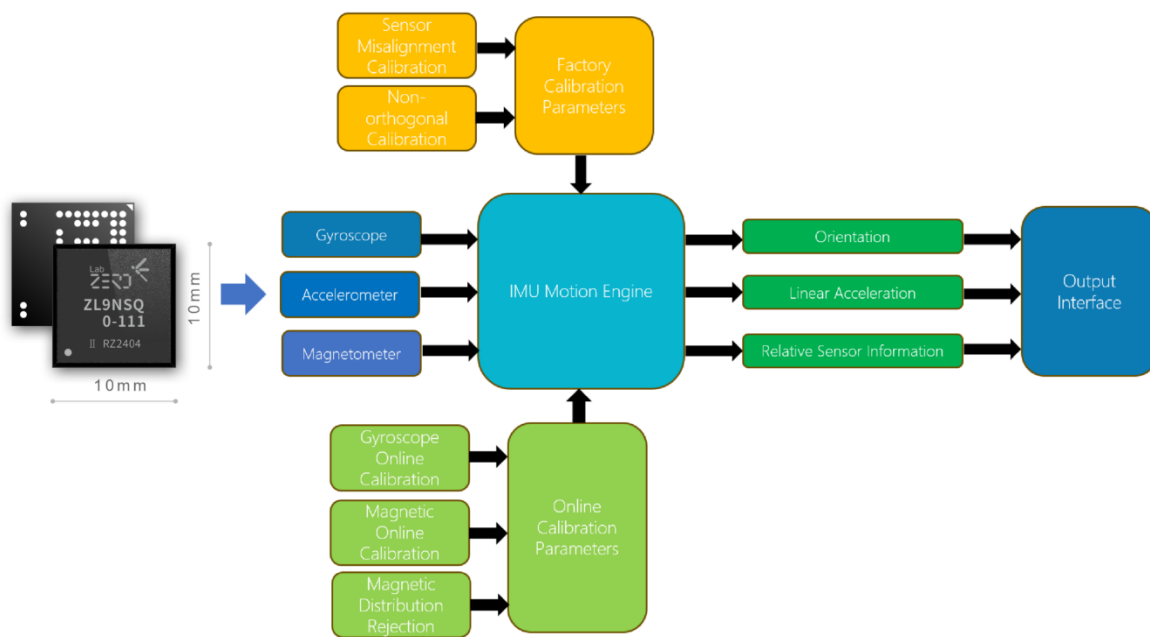 Sensor
Misalignment
Calibration
Non-
orthogonal
Calibration
Factory
Calibration
Parameters
Lab
ZERO
ZL9NSQ
0-111
II RZ2404
10mm
10mm
Gyroscope
Accelerometer
Magnetometer
IMU Motion Engine
Orientation
Linear Acceleration
Relative Sensor Information
Output
Interface
Gyroscope
Online
Calibration
Magnetic
Online
Calibration
Magnetic
Distribution
Rejection
Online
Calibration
Parameters